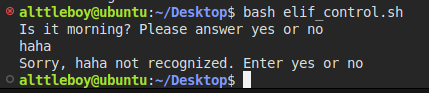 alttleboy@ubuntu:~/Desktop$ bash elif_control.sh
Is it morning? Please answer yes or no
haha
Sorry, haha not recognized. Enter yes or no
alttleboy@ubuntu:~/Desktop$